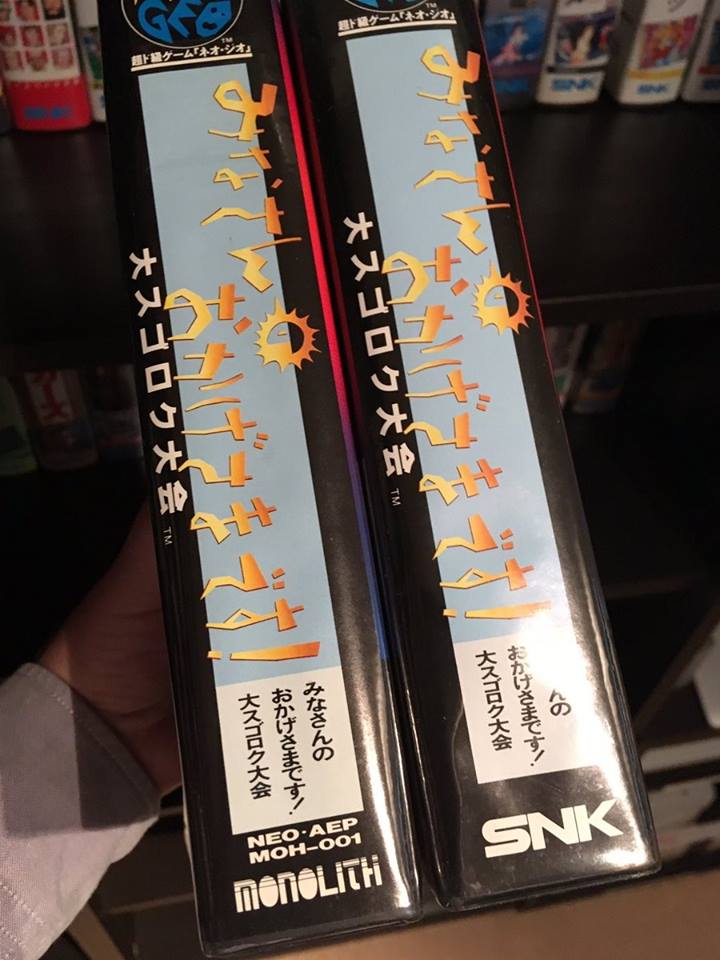 GEO
TM
超ド級ゲーム『ネオ・ジオ』
みなさんの
おかげさまです!
大スゴロク大会
TM
みなさんの
おかげさまです!
大スゴロク大会
NEO・AEP
MOH-001
MONOLITH
TM
超ド級ゲーム『ネオ・ジオ』
みなさんの
おかげさまです!
大スゴロク大会
TM
んの
おかげさまです!
大スゴロク大会
SNK
SNK
SNK